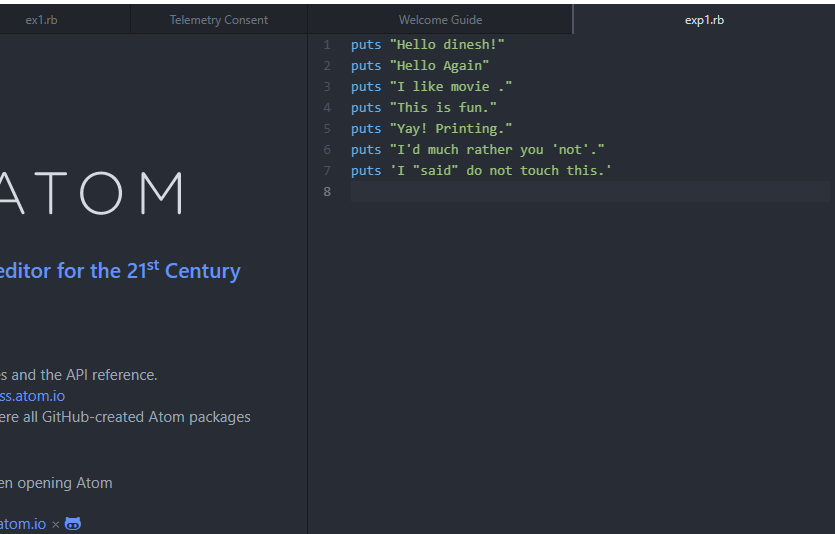 ex1.rb
Telemetry Consent
Welcome Guide
exp1.rb
ATOM
editor for the 21st Century
s and the API reference.
ss.atom.io
ere all GitHub-created Atom packages
en opening Atom
atom.io ×
1 puts "Hello dinesh!"
2 puts "Hello Again"
3 puts "I like movie ."
4 puts "This is fun."
5 puts "Yay! Printing."
6 puts "I'd much rather you 'not'."
7 puts 'I "said" do not touch this.'
8